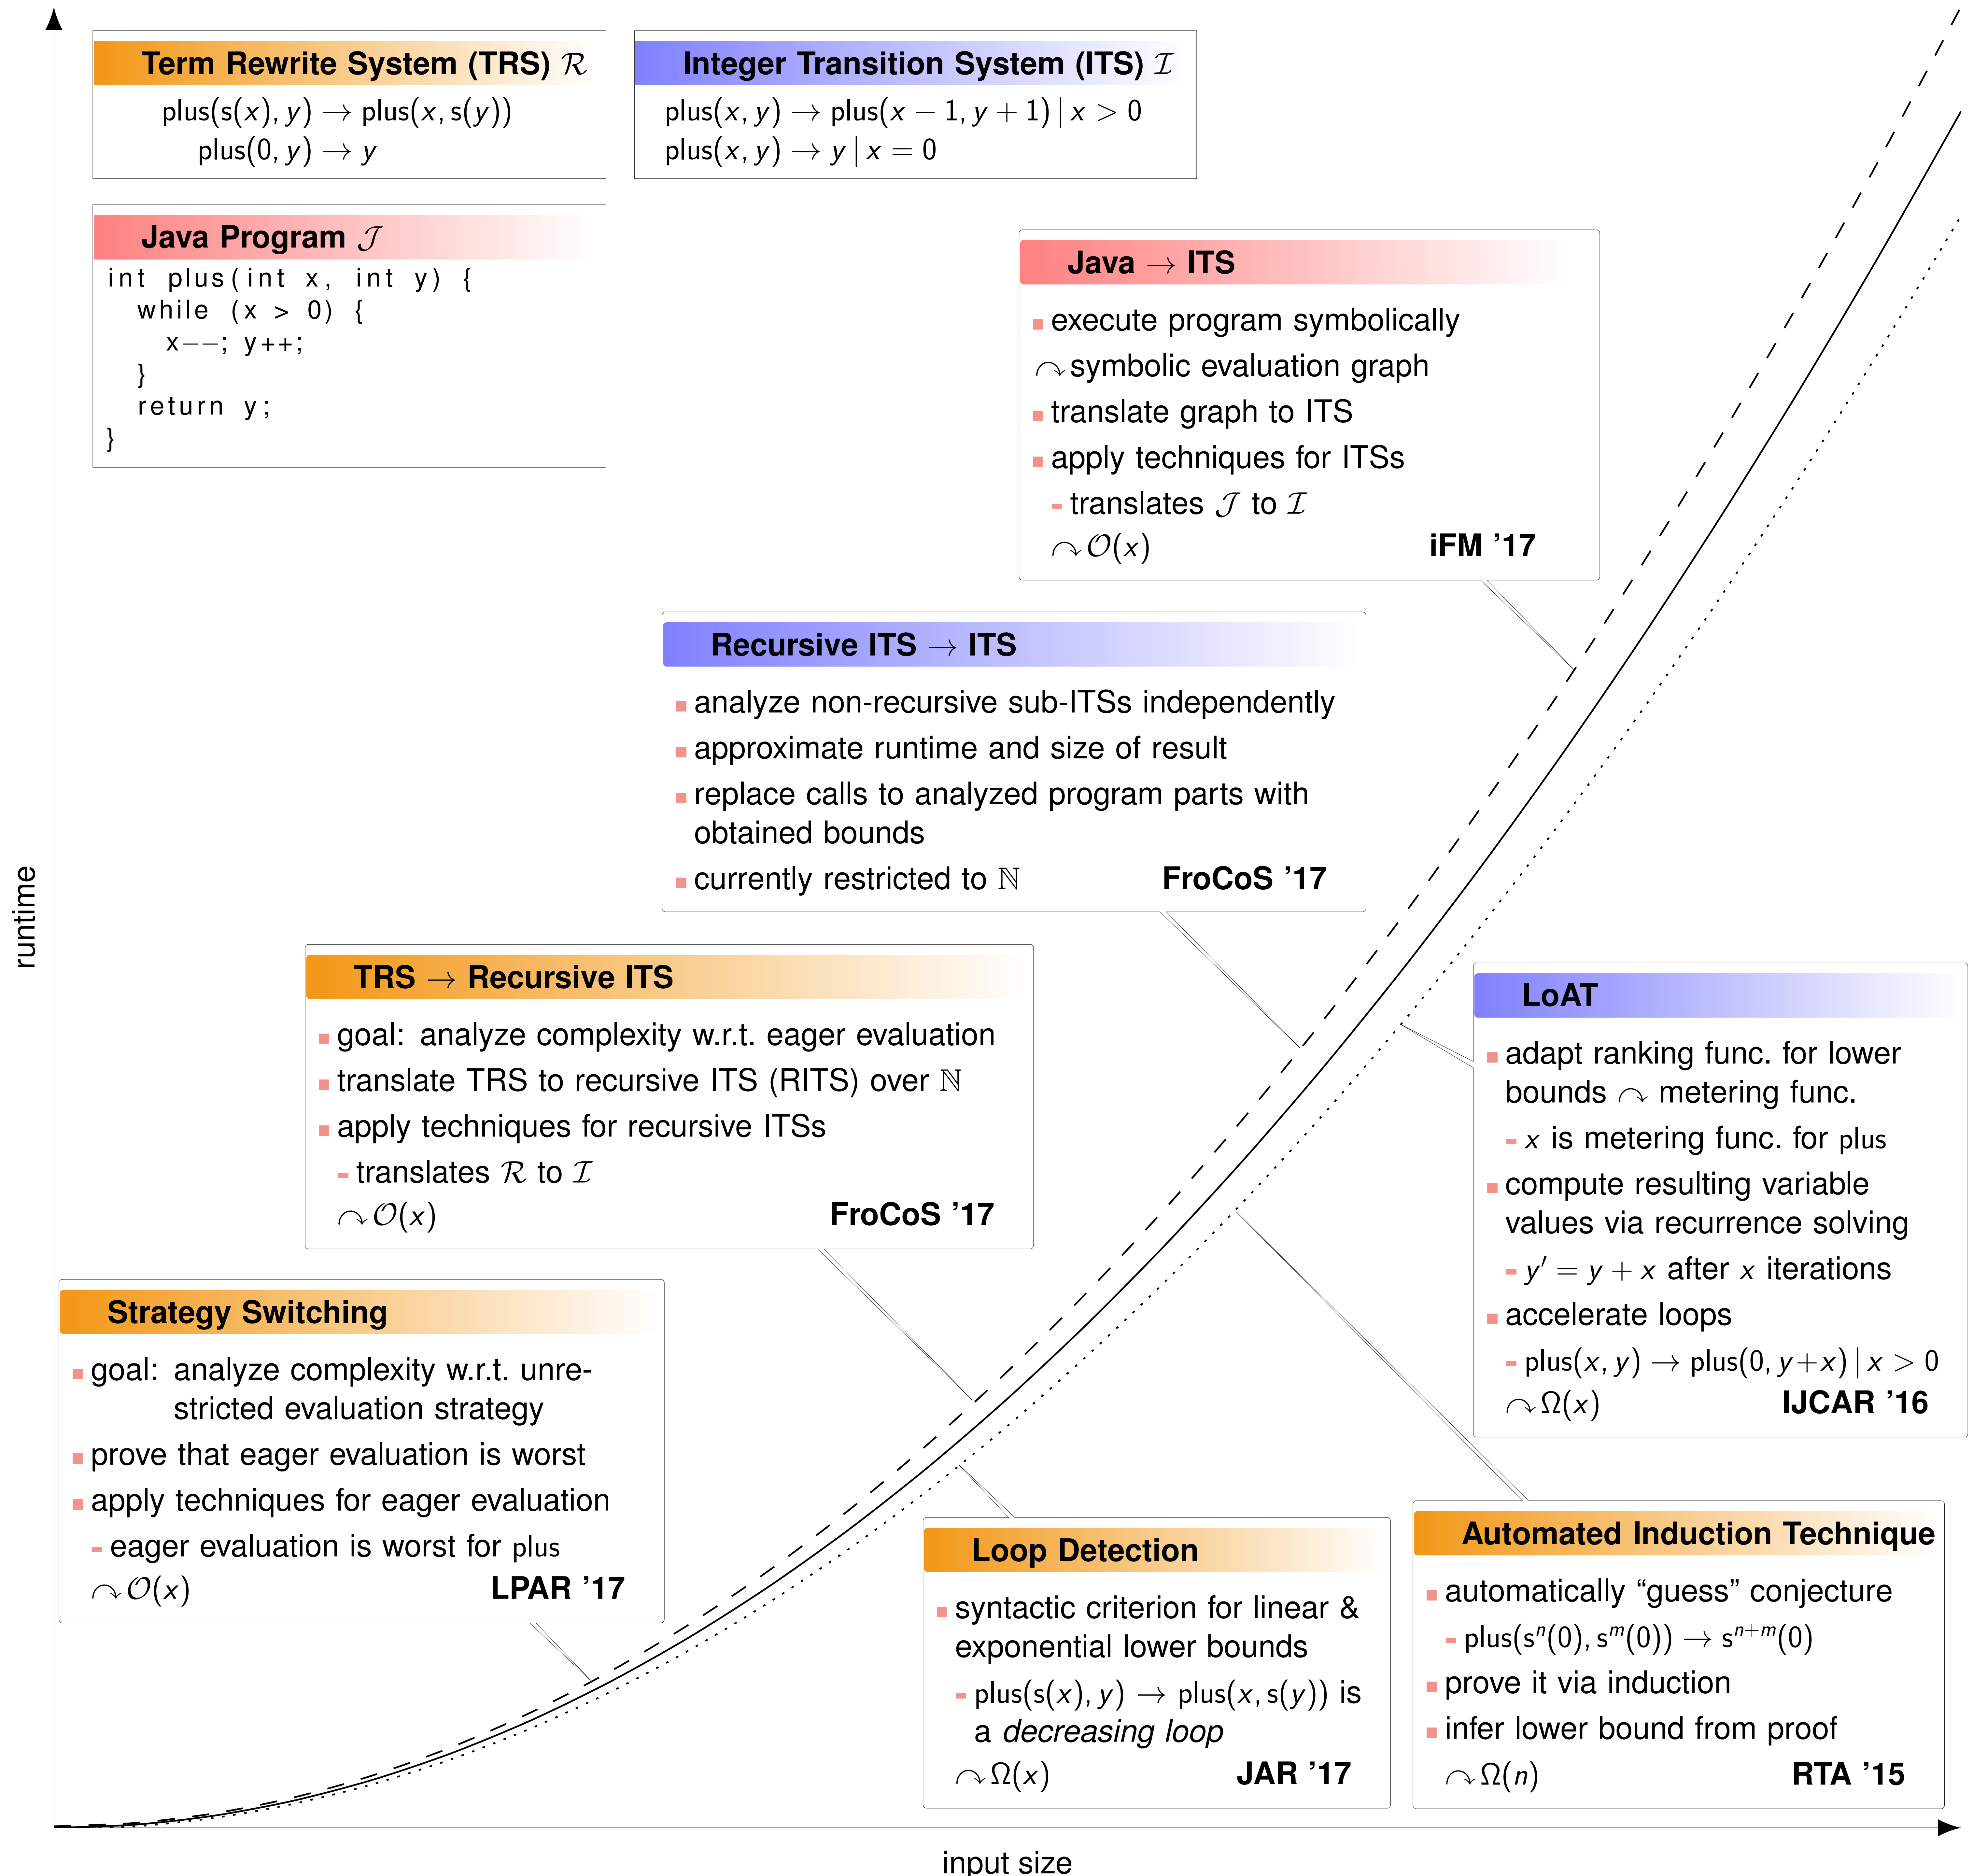 Term Rewrite System (TRS) ℛ
plus(s(x), y) → plus(x, s(y))
plus(0, y) → y
Integer Transition System (ITS) ℐ
plus(x, y) → plus(x − 1, y + 1) | x > 0
plus(x, y) → y | x = 0
Java Program 𝒥
int plus(int x, int y) {
while (x > 0) {
x−−; y++;
}
return y;
}
Java → ITS
execute program symbolically
↷ symbolic evaluation graph
translate graph to ITS
apply techniques for ITSs
- translates 𝒥 to ℐ
↷ 𝒪(x) iFM ’17
Recursive ITS → ITS
analyze non-recursive sub-ITSs independently
approximate runtime and size of result
replace calls to analyzed program parts with
obtained bounds
currently restricted to ℕ FroCoS ’17
runtime
TRS → Recursive ITS
goal: analyze complexity w.r.t. eager evaluation
translate TRS to recursive ITS (RITS) over ℕ
apply techniques for recursive ITSs
- translates ℛ to ℐ
↷ 𝒪(x) FroCoS ’17
LoAT
adapt ranking func. for lower
bounds ↷ metering func.
- x is metering func. for plus
compute resulting variable
values via recurrence solving
- y′ = y + x after x iterations
accelerate loops
- plus(x, y) → plus(0, y+x) | x > 0
↷ Ω(x) IJCAR ’16
Strategy Switching
goal: analyze complexity w.r.t. unre-
stricted evaluation strategy
prove that eager evaluation is worst
apply techniques for eager evaluation
- eager evaluation is worst for plus
↷ 𝒪(x) LPAR ’17
Loop Detection
syntactic criterion for linear &
exponential lower bounds
- plus(s(x), y) → plus(x, s(y)) is
a decreasing loop
↷ Ω(x) JAR ’17
Automated Induction Technique
automatically “guess” conjecture
- plus(sⁿ(0), sᵐ(0)) → sⁿ⁺ᵐ(0)
prove it via induction
infer lower bound from proof
↷ Ω(n) RTA ’15
input size